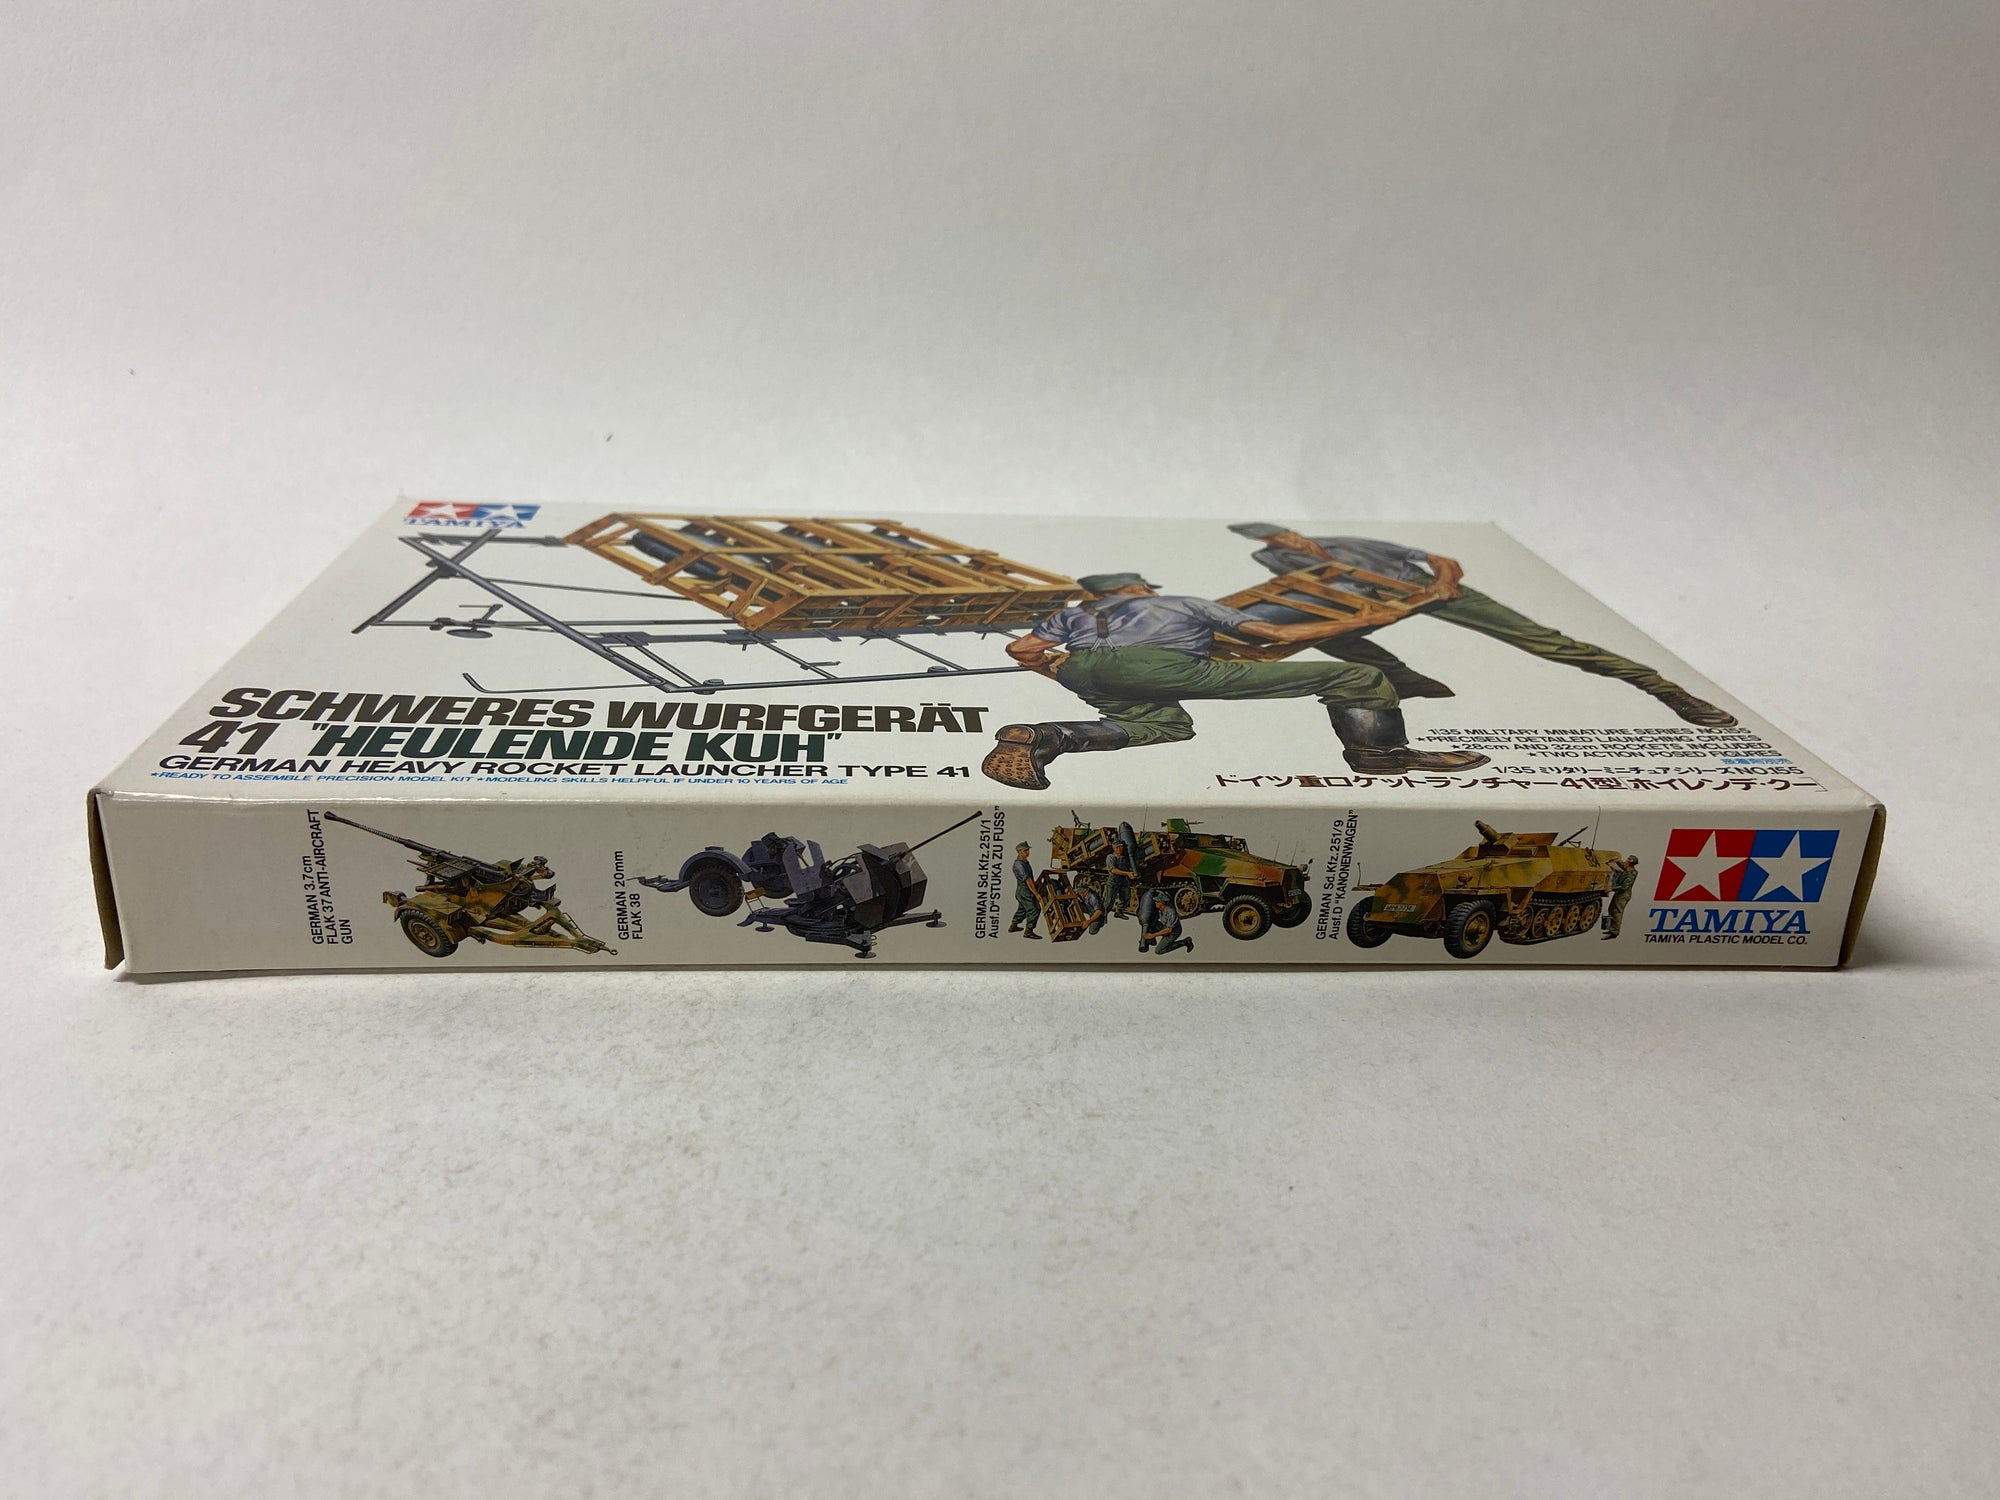 TAMIYA
SCHWERES WURFGERÄT
41 "HEULENDE KUH"
GERMAN HEAVY ROCKET LAUNCHER TYPE 41
★READY TO ASSEMBLE PRECISION MODEL KIT ★MODELING SKILLS HELPFUL IF UNDER 10 YEARS OF AGE
1/35 MILITARY MINIATURE SERIES NO.155
★PRECISELY DETAILED LAUNCHING CRATES
★28cm AND 32cm ROCKETS INCLUDED
★TWO ACTION POSED FIGURES
1/35 ミリタリーミニチュアシリーズ NO.155
ドイツ重ロケットランチャー41型「ホイレンデ・クー」
GERMAN 3.7cm
FLAK 37 ANTI-AIRCRAFT
GUN
GERMAN 20mm
FLAK 38
GERMAN Sd.Kfz.251/1
Ausf.D"STUKA ZU FUSS"
GERMAN Sd.Kfz.251/9
Ausf.D "KANONENWAGEN"
TAMIYA
TAMIYA PLASTIC MODEL CO.